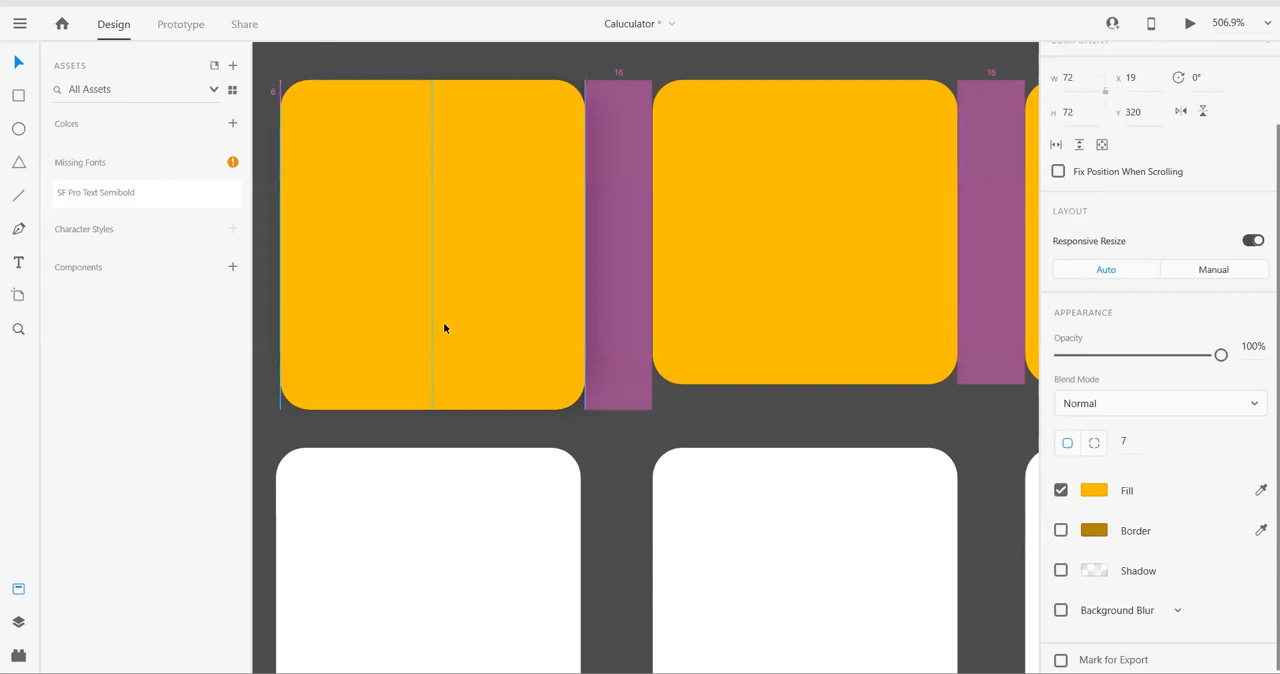 Design
Prototype
Share
Caluculator *
506.9%
ASSETS
All Assets
Colors
Missing Fonts
SF Pro Text Semibold
Character Styles
Components
6
16
16
COMPONENT
W 72
X 19
0°
H 72
Y 320
Fix Position When Scrolling
LAYOUT
Responsive Resize
Auto
Manual
APPEARANCE
Opacity
100%
Blend Mode
Normal
7
Fill
Border
Shadow
Background Blur
Mark for Export